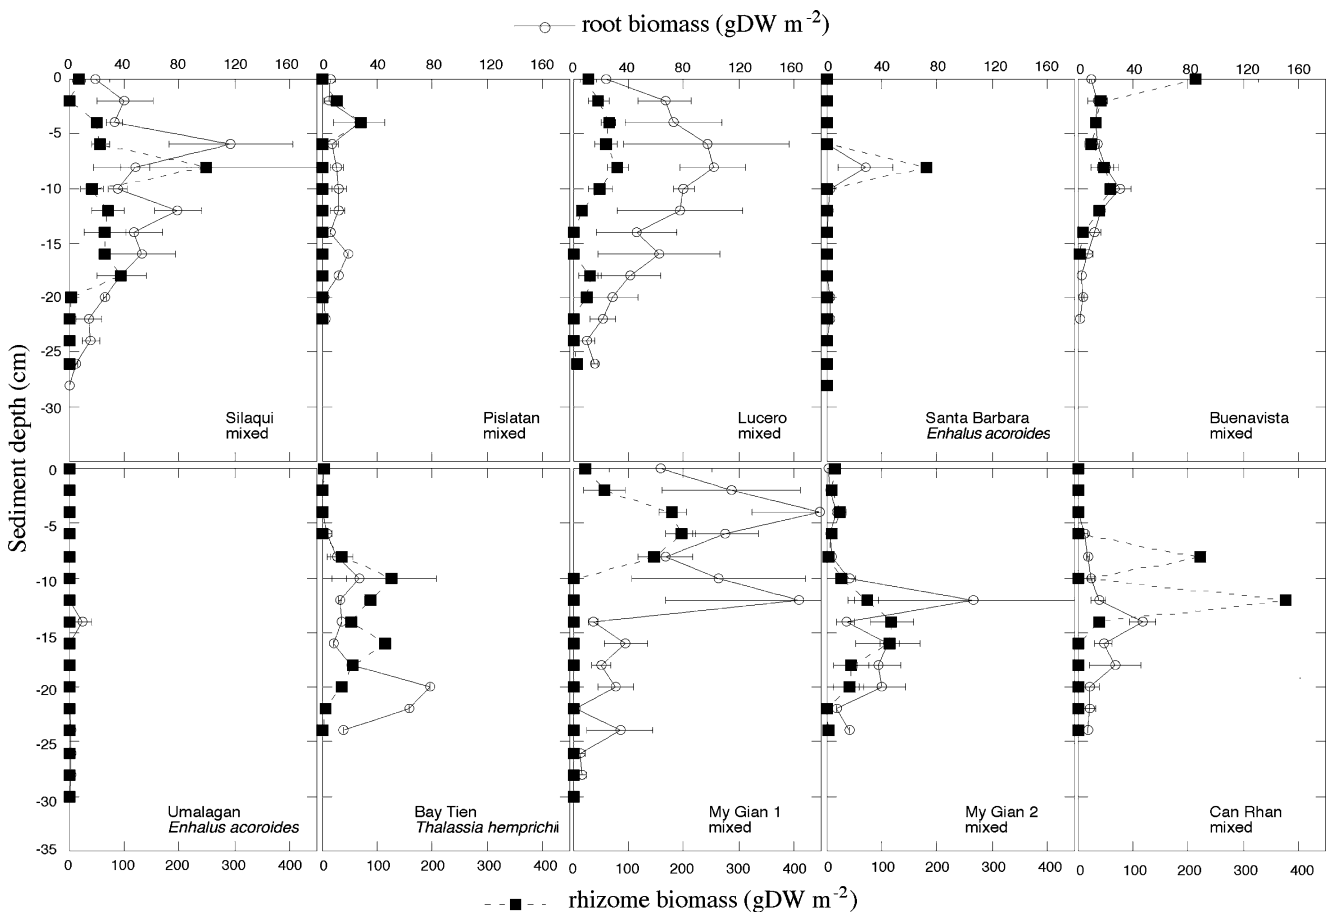 root biomass (gDW m-2)
0 40 80 120 160 0 40 80 120 160 0 40 80 120 160 0 40 80 120 160 0 40 80 120 160
0
-5
-10
-15
-20
-25
-30
Sediment depth (cm)
Silaqui
mixed
Pislatan
mixed
Lucero
mixed
Santa Barbara
Enhalus acoroides
Buenavista
mixed
0
-5
-10
-15
-20
-25
-30
-35
Umalagan
Enhalus acoroides
Bay Tien
Thalassia hemprichii
My Gian 1
mixed
My Gian 2
mixed
Can Rhan
mixed
0 100 200 300 400 0 100 200 300 400 0 100 200 300 400 0 100 200 300 400 0 100 200 300 400
rhizome biomass (gDW m-2)